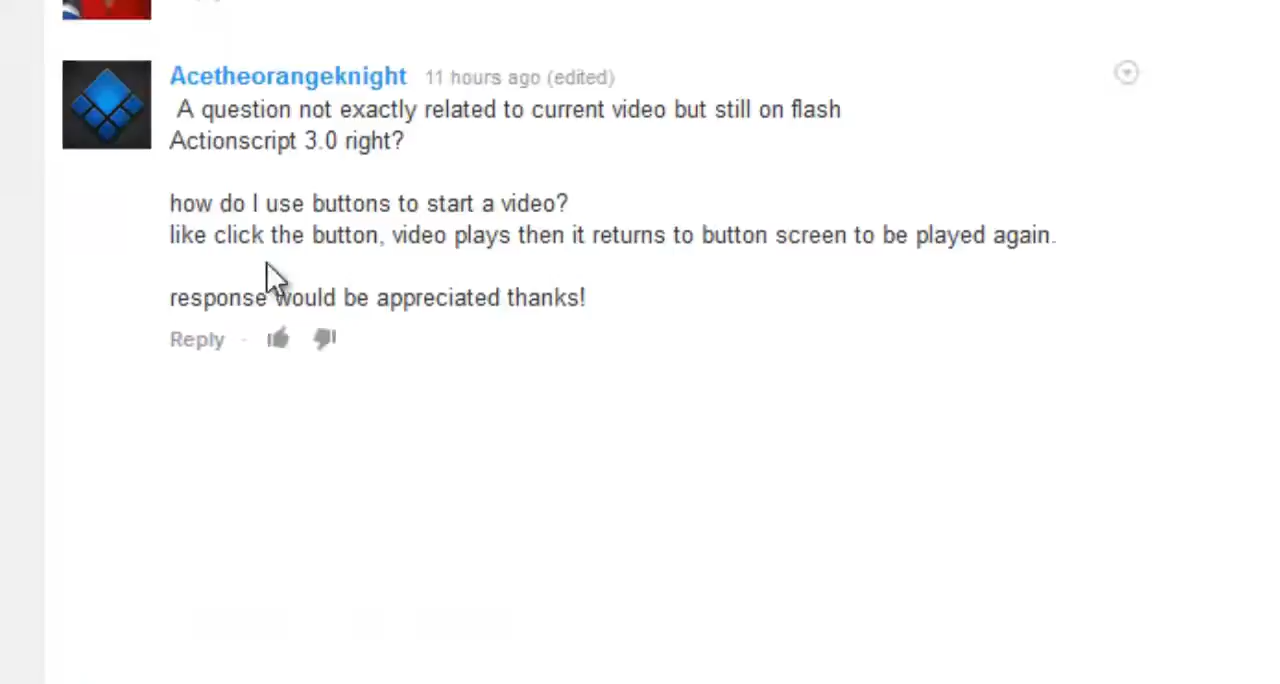 Acetheorangeknight 11 hours ago (edited)
A question not exactly related to current video but still on flash
Actionscript 3.0 right?
how do I use buttons to start a video?
like click the button, video plays then it returns to button screen to be played again.
response would be appreciated thanks!
Reply